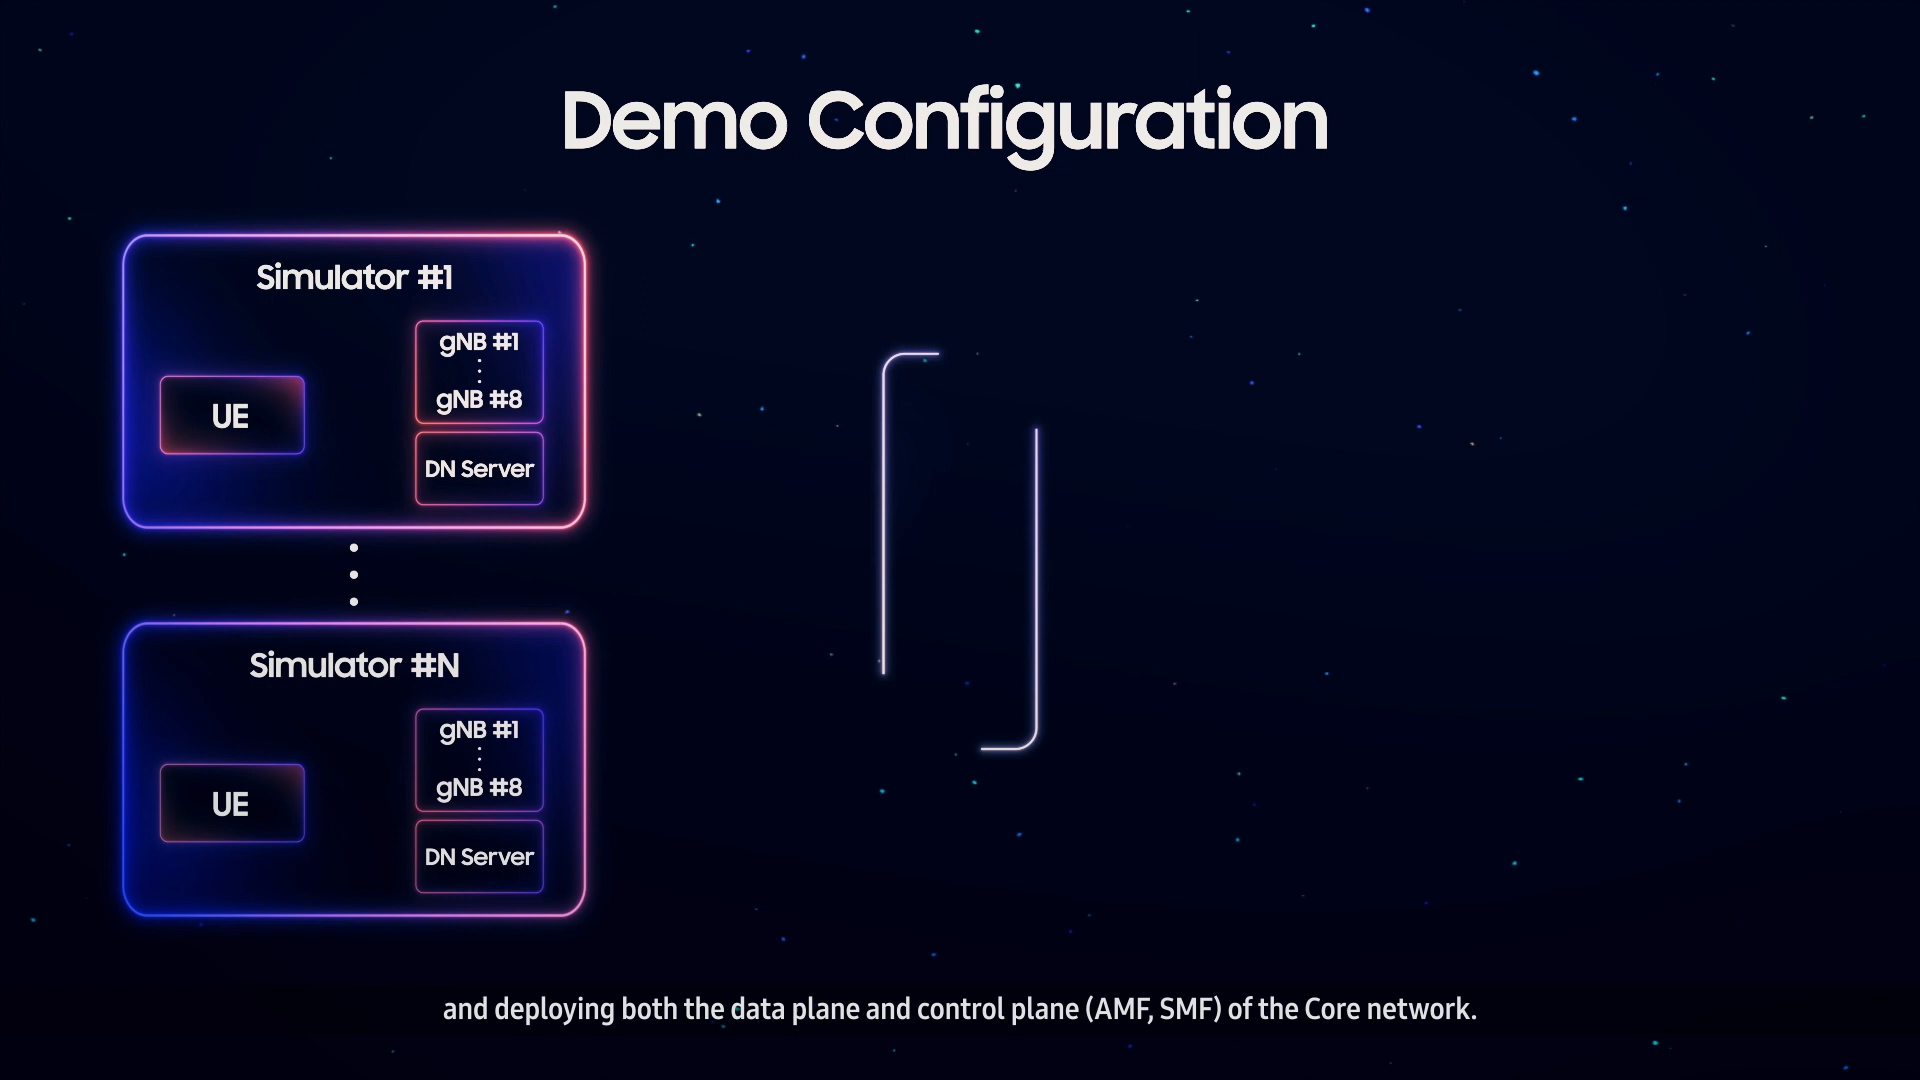 Demo Configuration
Simulator #1
UE
gNB #1
gNB #8
DN Server
Simulator #N
UE
gNB #1
gNB #8
DN Server
and deploying both the data plane and control plane (AMF, SMF) of the Core network.